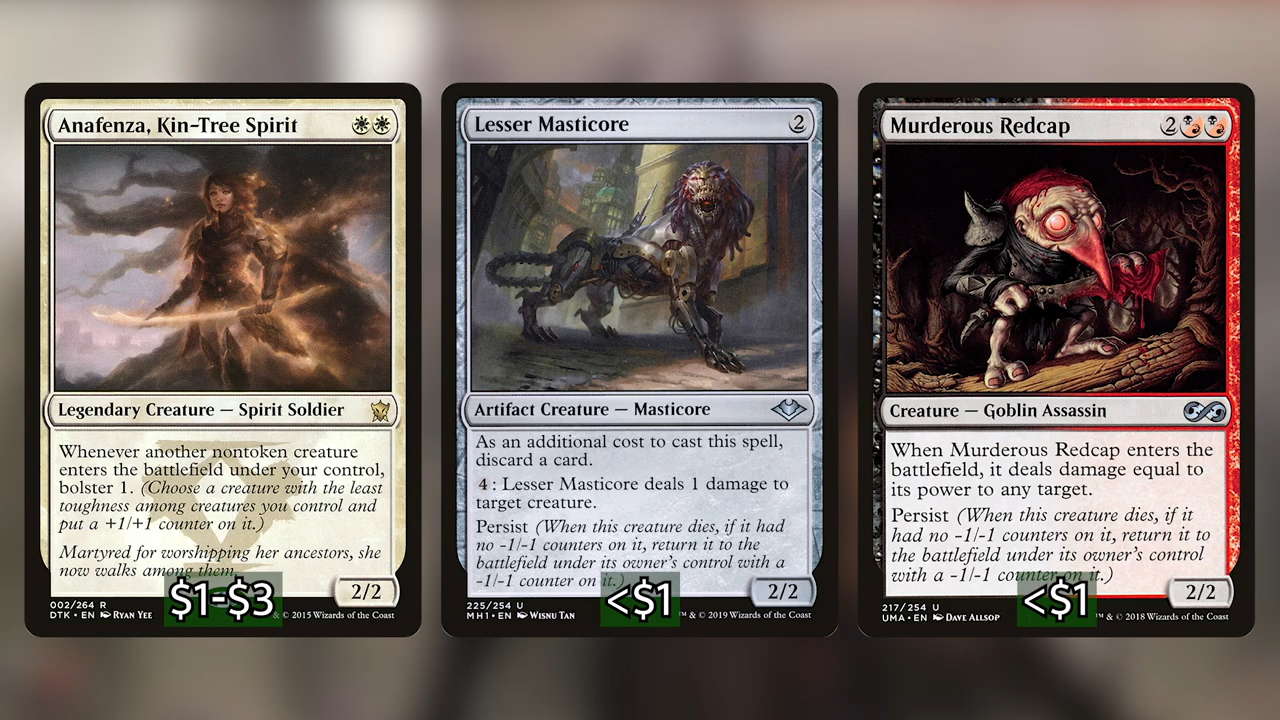 Anafenza, Kin-Tree Spirit
Legendary Creature — Spirit Soldier
Whenever another nontoken creature
enters the battlefield under your control,
bolster 1. (Choose a creature with the least
toughness among creatures you control and
put a +1/+1 counter on it.)
Martyred for worshipping her ancestors, she
now walks among them.
2/2
002/264 R
DTK • EN Ryan Yee
& © 2015 Wizards of the Coast
$1-$3
Lesser Masticore
2
Artifact Creature — Masticore
As an additional cost to cast this spell,
discard a card.
4 : Lesser Masticore deals 1 damage to
target creature.
Persist (When this creature dies, if it had
no -1/-1 counters on it, return it to the
battlefield under its owner's control with a
-1/-1 counter on it.)
2/2
225/254 U
MH1 • EN Wisnu Tan
™ & © 2019 Wizards of the Coast
<$1
Murderous Redcap
2
Creature — Goblin Assassin
When Murderous Redcap enters the
battlefield, it deals damage equal to
its power to any target.
Persist (When this creature dies, if it
had no -1/-1 counters on it, return it to
the battlefield under its owner's control
with a -1/-1 counter on it.)
2/2
217/254 U
UMA • EN Dave Allsop
™ & © 2018 Wizards of the Coast
<$1